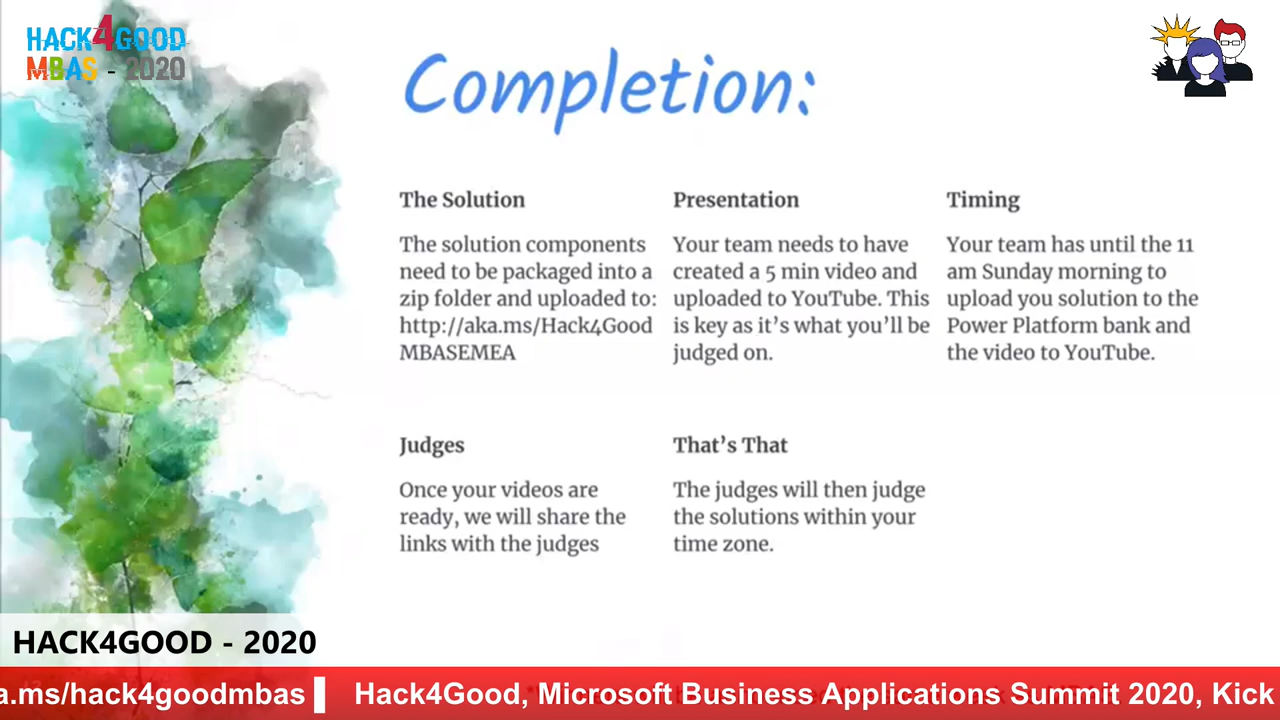 HACK4GOOD
MBAS - 2020
Completion:
The Solution
The solution components
need to be packaged into a
zip folder and uploaded to:
http://aka.ms/Hack4Good
MBASEMEA
Presentation
Your team needs to have
created a 5 min video and
uploaded to YouTube. This
is key as it’s what you’ll be
judged on.
Timing
Your team has until the 11
am Sunday morning to
upload you solution to the
Power Platform bank and
the video to YouTube.
Judges
Once your videos are
ready, we will share the
links with the judges
That’s That
The judges will then judge
the solutions within your
time zone.
HACK4GOOD - 2020
a.ms/hack4goodmbas ▌ Hack4Good, Microsoft Business Applications Summit 2020, Kick